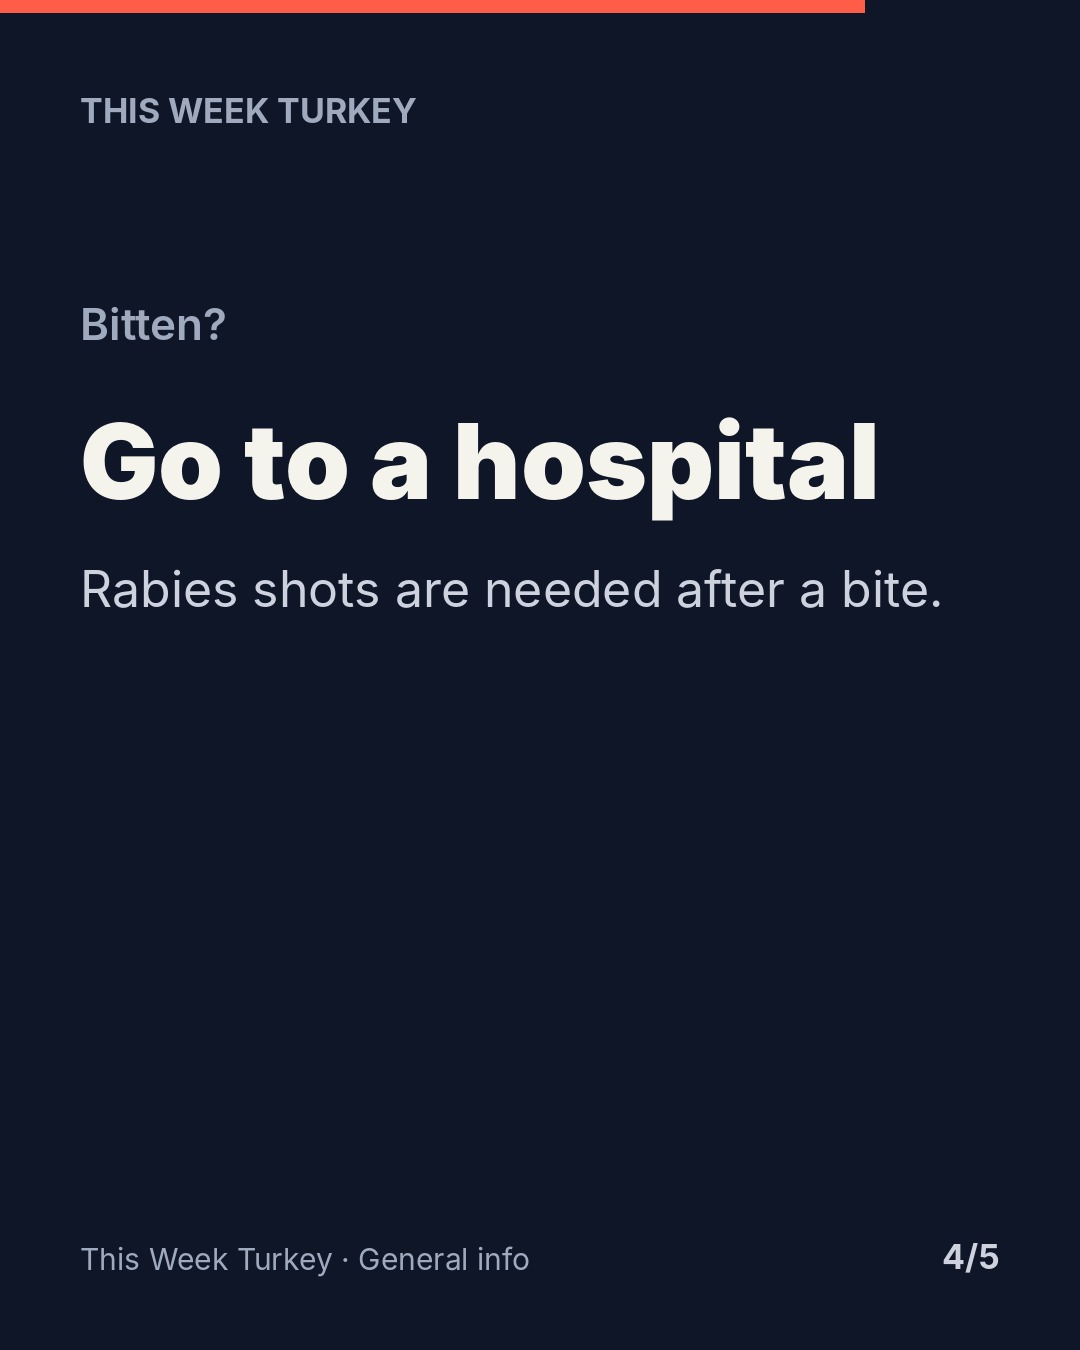 THIS WEEK TURKEY
Bitten?
Go to a hospital
Rabies shots are needed after a bite.
This Week Turkey · General info
4/5